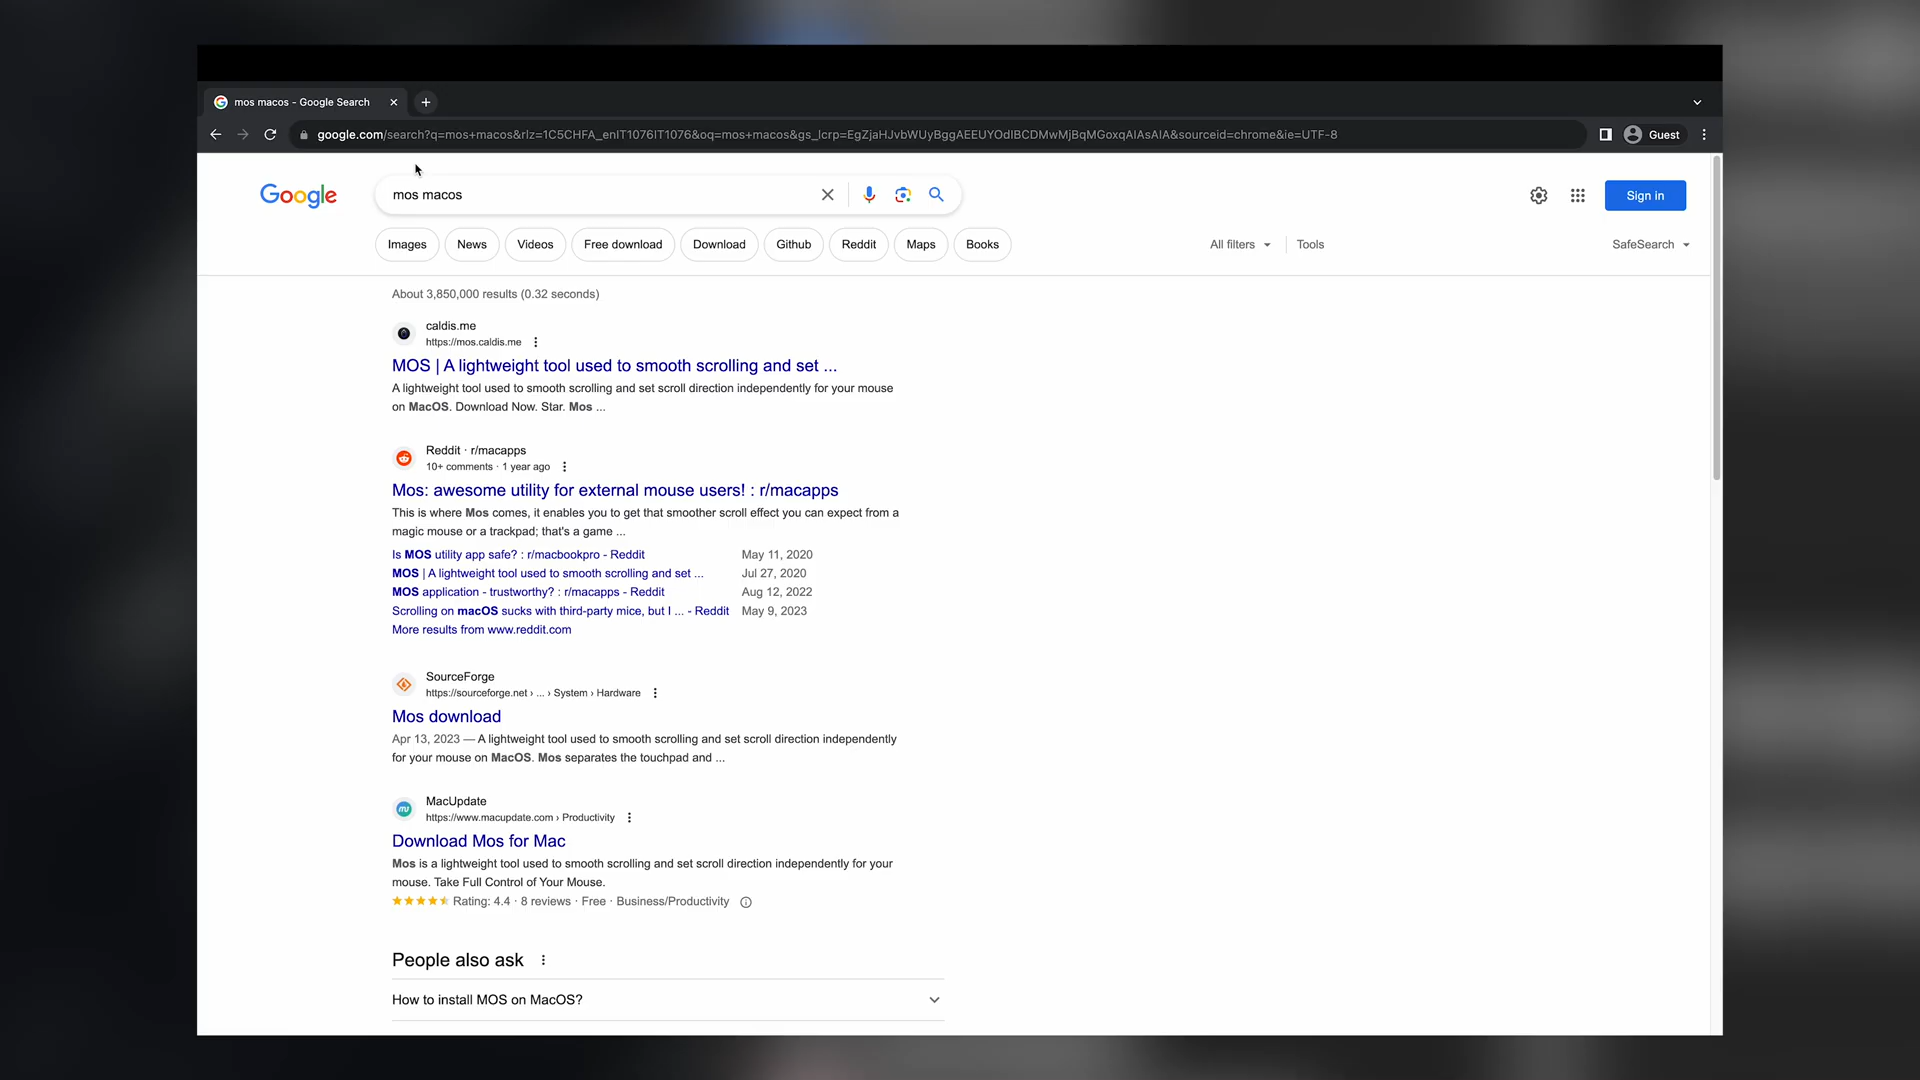 mos macos - Google Search
google.com/search?q=mos+macos&rlz=1C5CHFA_enIT1076IT1076&oq=mos+macos&gs_lcrp=EgZjaHJvbWUyBggAEEUYOdIBCDMwMjBqMGoxqAIAsAIA&sourceid=chrome&ie=UTF-8
Guest
Google
mos macos
Sign in
Images
News
Videos
Free download
Download
Github
Reddit
Maps
Books
All filters
Tools
SafeSearch
About 3,850,000 results (0.32 seconds)
caldis.me
https://mos.caldis.me
MOS | A lightweight tool used to smooth scrolling and set ...
A lightweight tool used to smooth scrolling and set scroll direction independently for your mouse
on MacOS. Download Now. Star. Mos ...
Reddit · r/macapps
10+ comments · 1 year ago
Mos: awesome utility for external mouse users! : r/macapps
This is where Mos comes, it enables you to get that smoother scroll effect you can expect from a
magic mouse or a trackpad; that's a game ...
Is MOS utility app safe? : r/macbookpro - Reddit May 11, 2020
MOS | A lightweight tool used to smooth scrolling and set ... Jul 27, 2020
MOS application - trustworthy? : r/macapps - Reddit Aug 12, 2022
Scrolling on macOS sucks with third-party mice, but I ... - Reddit May 9, 2023
More results from www.reddit.com
SourceForge
https://sourceforge.net › ... › System › Hardware
Mos download
Apr 13, 2023 — A lightweight tool used to smooth scrolling and set scroll direction independently
for your mouse on MacOS. Mos separates the touchpad and ...
MacUpdate
https://www.macupdate.com › Productivity
Download Mos for Mac
Mos is a lightweight tool used to smooth scrolling and set scroll direction independently for your
mouse. Take Full Control of Your Mouse.
Rating: 4.4 · 8 reviews · Free · Business/Productivity
People also ask
How to install MOS on MacOS?